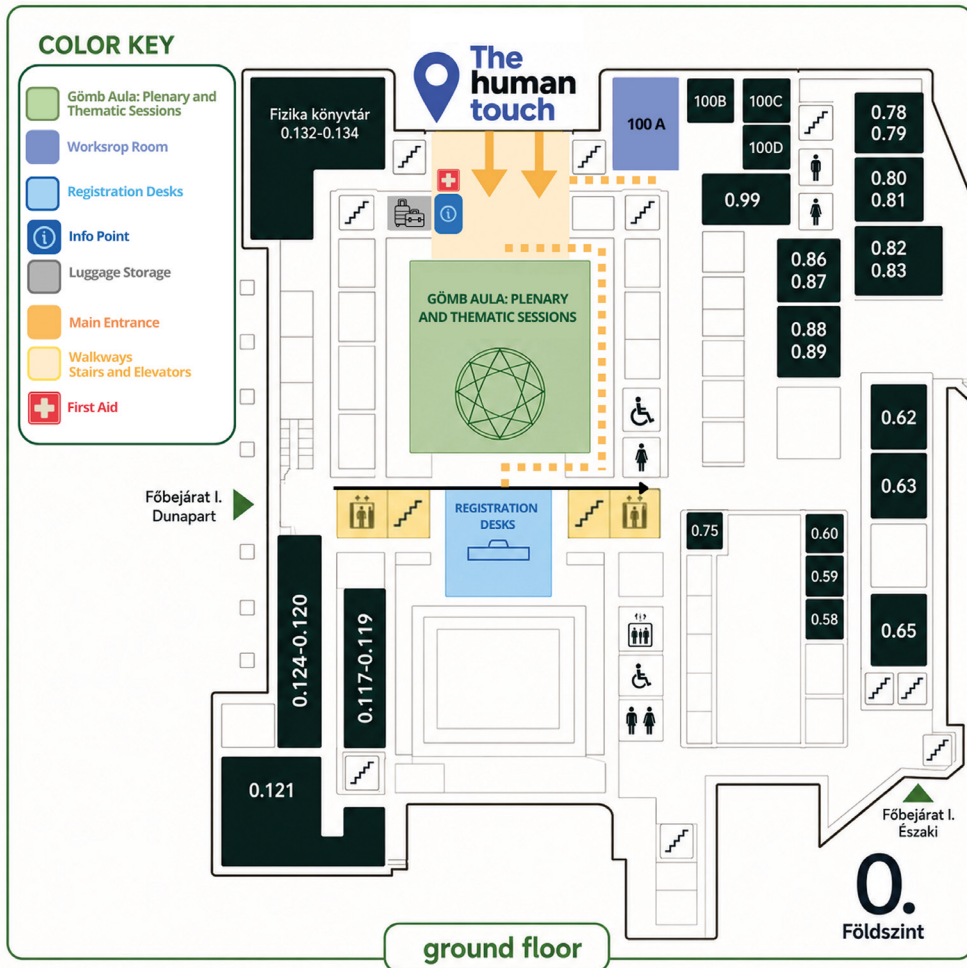 COLOR KEY
Gömb Aula: Plenary and
Thematic Sessions
Worksrop Room
Registration Desks
Info Point
Luggage Storage
Main Entrance
Walkways
Stairs and Elevators
First Aid
The
human
touch
Fizika könyvtár
0.132-0.134
100 A
100B
100C
100D
0.78
0.79
0.80
0.81
0.99
0.82
0.83
0.86
0.87
0.88
0.89
GÖMB AULA: PLENARY
AND THEMATIC SESSIONS
0.62
0.63
Főbejárat I.
Dunapart
REGISTRATION
DESKS
0.75
0.60
0.59
0.58
0.65
0.124-0.120
0.117-0.119
0.121
Főbejárat I.
Északi
0.
Földszint
ground floor